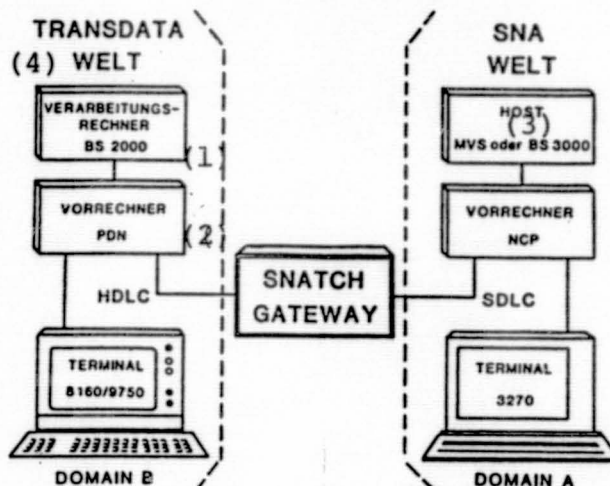 TRANSDATA
(4) WELT
VERARBEITUNGS-
RECHNER
BS 2000
(1)
VORRECHNER
PDN
(2)
HDLC
TERMINAL
8160/9750
DOMAIN B
SNATCH
GATEWAY
SNA
WELT
HOST
(3)
MVS oder BS 3000
VORRECHNER
NCP
SDLC
TERMINAL
3270
DOMAIN A